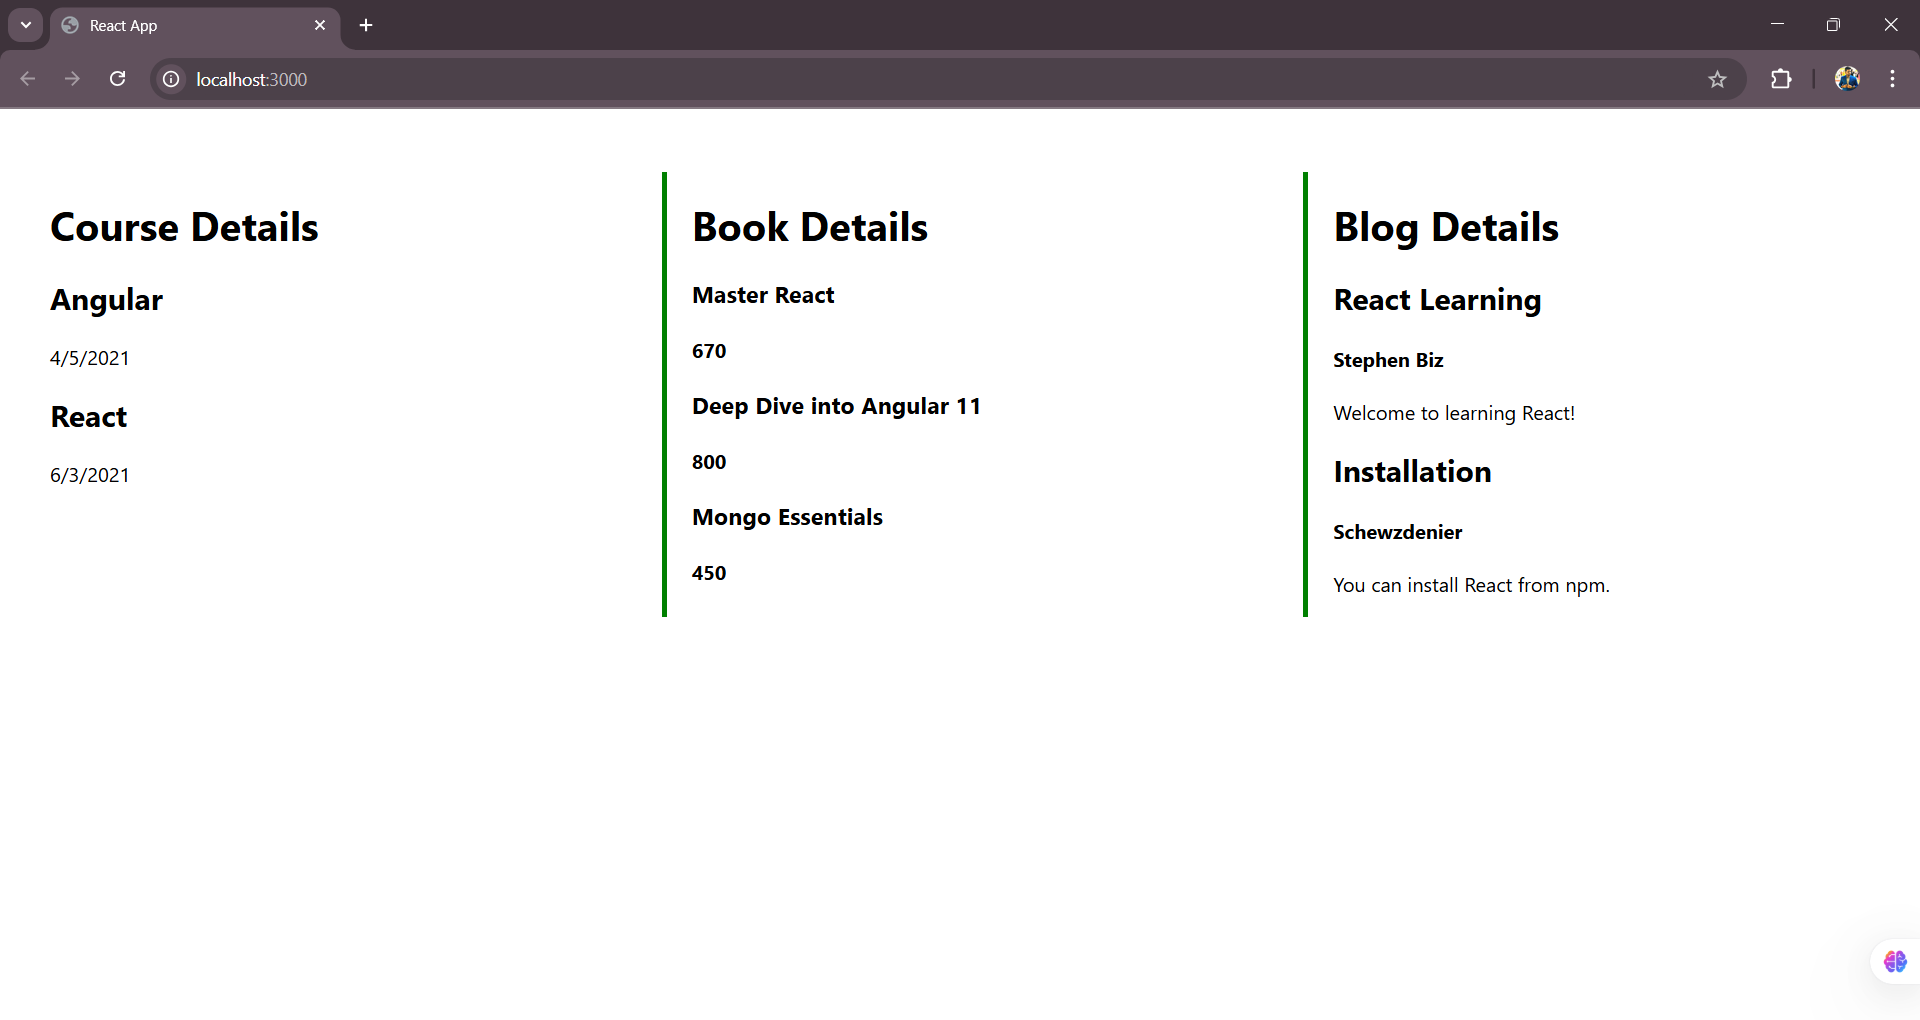 React App
localhost:3000
Course Details
Angular
4/5/2021
React
6/3/2021
Book Details
Master React
670
Deep Dive into Angular 11
800
Mongo Essentials
450
Blog Details
React Learning
Stephen Biz
Welcome to learning React!
Installation
Schewzdenier
You can install React from npm.